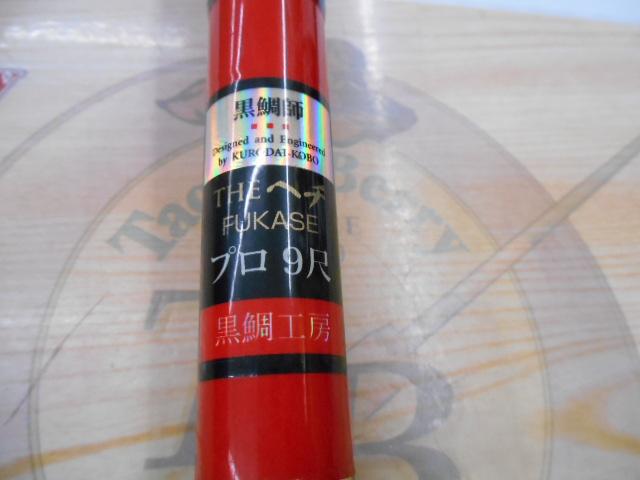 黒鯛師
Designed and Engineered
by KURODAI-KOBO
THE ヘチ
FUKASE
プロ 9尺
黒鯛工房